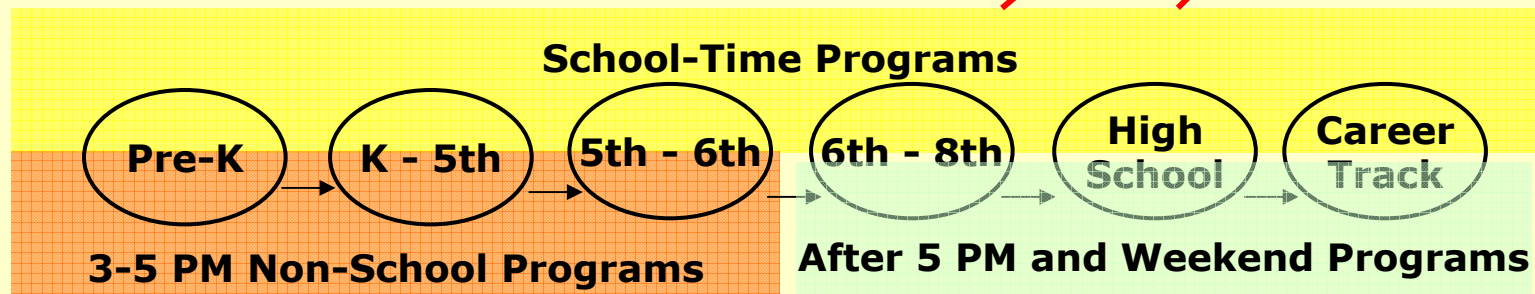 School-Time Programs
Pre-K
K - 5th
5th - 6th
6th - 8th
High
School
Career
Track
3-5 PM Non-School Programs
After 5 PM and Weekend Programs